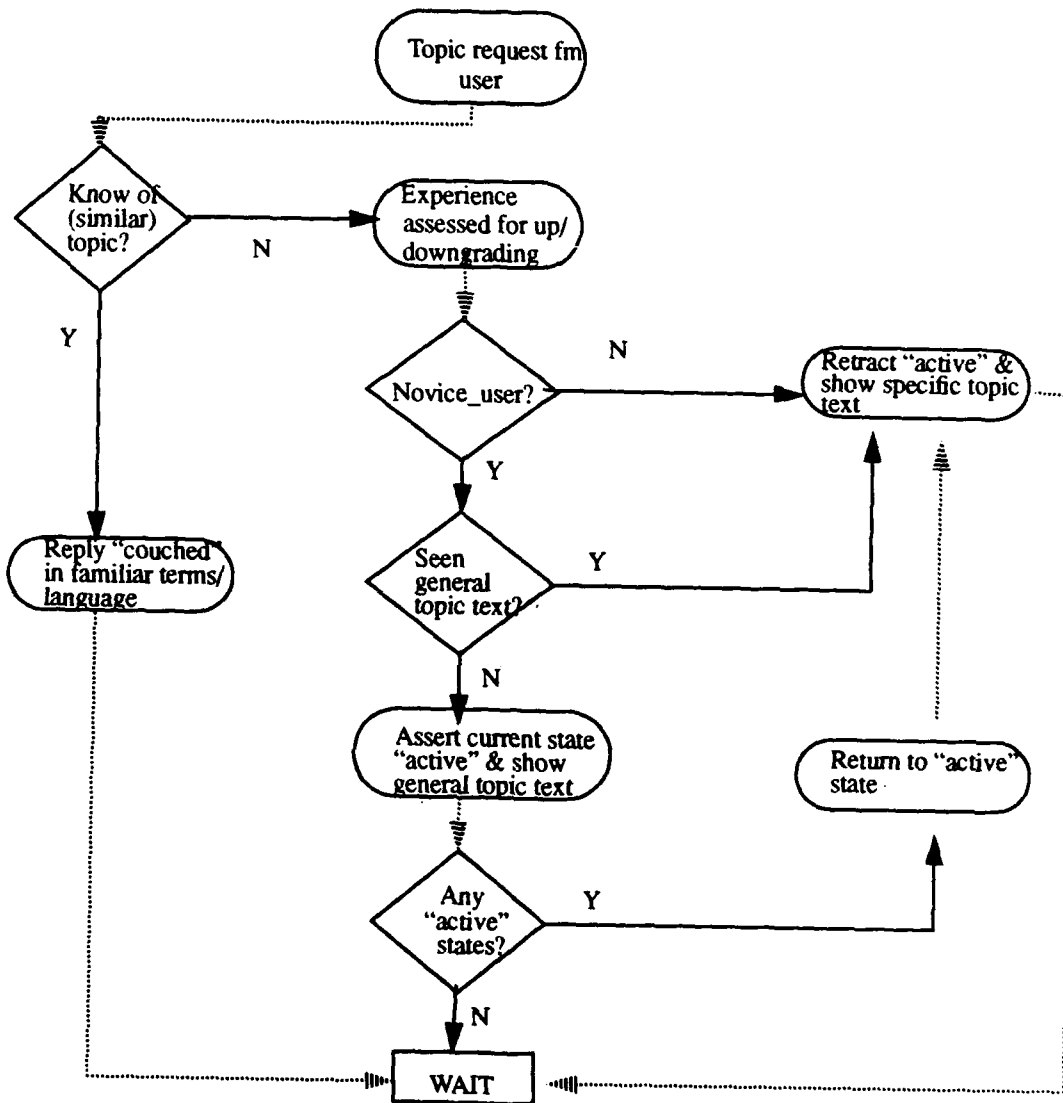 Topic request fm
user
Know of
(similar)
topic?
N
Experience
assessed for up/
downgrading
Y
Novice_user?
N
Retract “active” &
show specific topic
text
Y
Reply “couched”
in familiar terms/
language
Seen
general
topic text?
Y
N
Assert current state
“active” & show
general topic text
Return to “active”
state
Any
“active”
states?
Y
N
WAIT